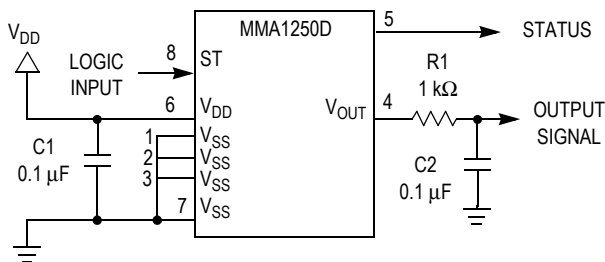 MMA1250D
5
STATUS
V_DD
LOGIC
INPUT
8
ST
R1
1 kΩ
6
V_DD
V_OUT
4
OUTPUT
SIGNAL
C1
0.1 µF
1
V_SS
2
V_SS
3
V_SS
7
V_SS
C2
0.1 µF